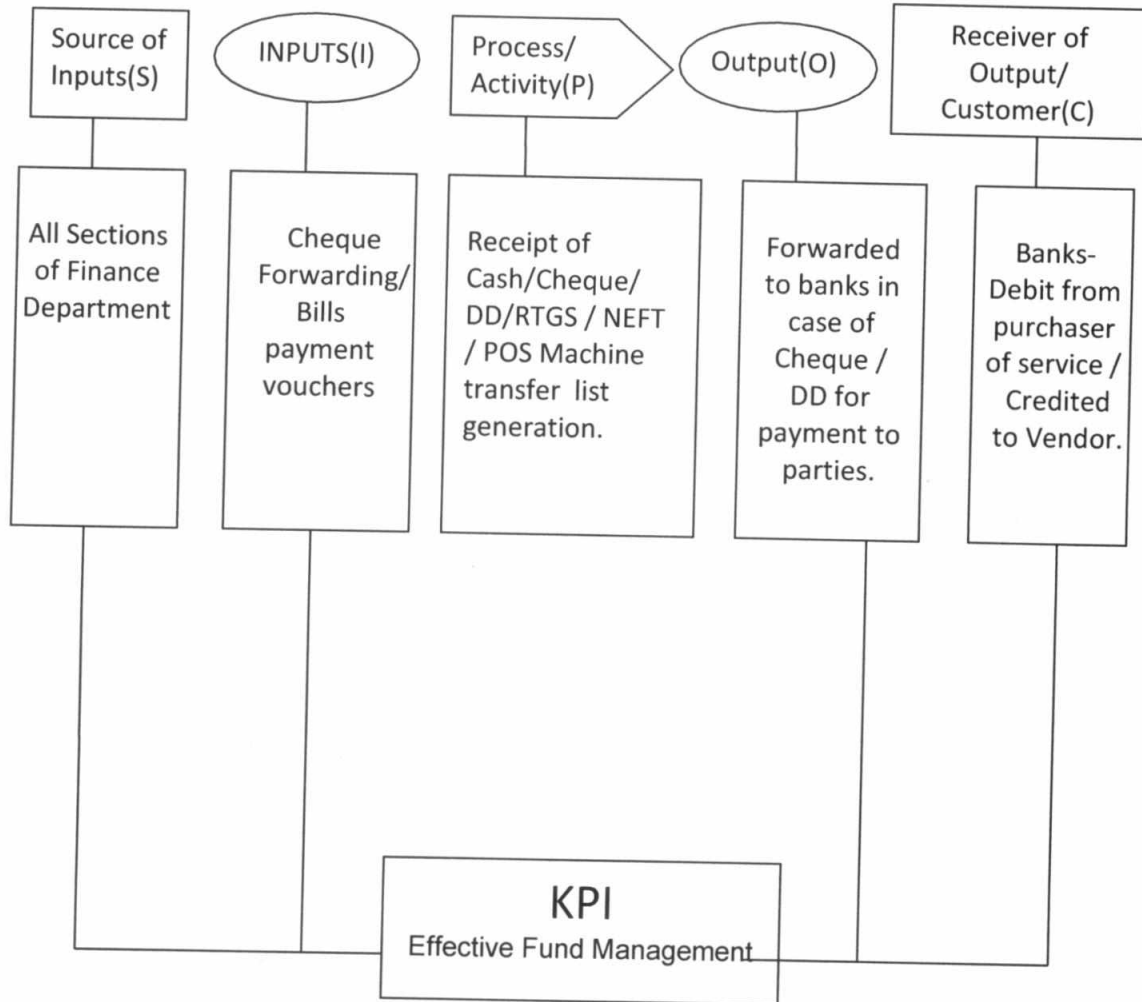 Source of
Inputs(S)
INPUTS(I)
Process/
Activity(P)
Output(O)
Receiver of
Output/
Customer(C)
All Sections
of Finance
Department
Cheque
Forwarding/
Bills
payment
vouchers
Receipt of
Cash/Cheque/
DD/RTGS / NEFT
/ POS Machine
transfer list
generation.
Forwarded
to banks in
case of
Cheque /
DD for
payment to
parties.
Banks-
Debit from
purchaser
of service /
Credited
to Vendor.
KPI
Effective Fund Management